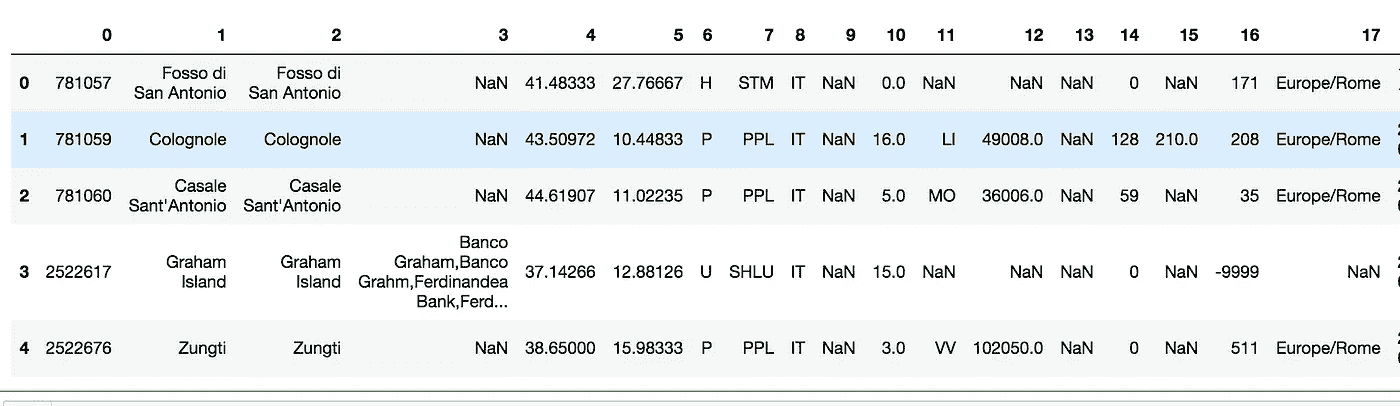 0 1 2 3 4 5 6 7 8 9 10 11 12 13 14 15 16 17
0 781057 Fosso di San Antonio Fosso di San Antonio NaN 41.48333 27.76667 H STM IT NaN 0.0 NaN NaN NaN 0 NaN 171 Europe/Rome
1 781059 Colognole Colognole NaN 43.50972 10.44833 P PPL IT NaN 16.0 LI 49008.0 NaN 128 210.0 208 Europe/Rome
2 781060 Casale Sant'Antonio Casale Sant'Antonio NaN 44.61907 11.02235 P PPL IT NaN 5.0 MO 36006.0 NaN 59 NaN 35 Europe/Rome
3 2522617 Graham Island Graham Island Banco Graham,Banco Grahm,Ferdinandea Bank,Ferd... 37.14266 12.88126 U SHLU IT NaN 15.0 NaN NaN NaN 0 NaN -9999 NaN
4 2522676 Zungti Zungti NaN 38.65000 15.98333 P PPL IT NaN 3.0 VV 102050.0 NaN 0 NaN 511 Europe/Rome